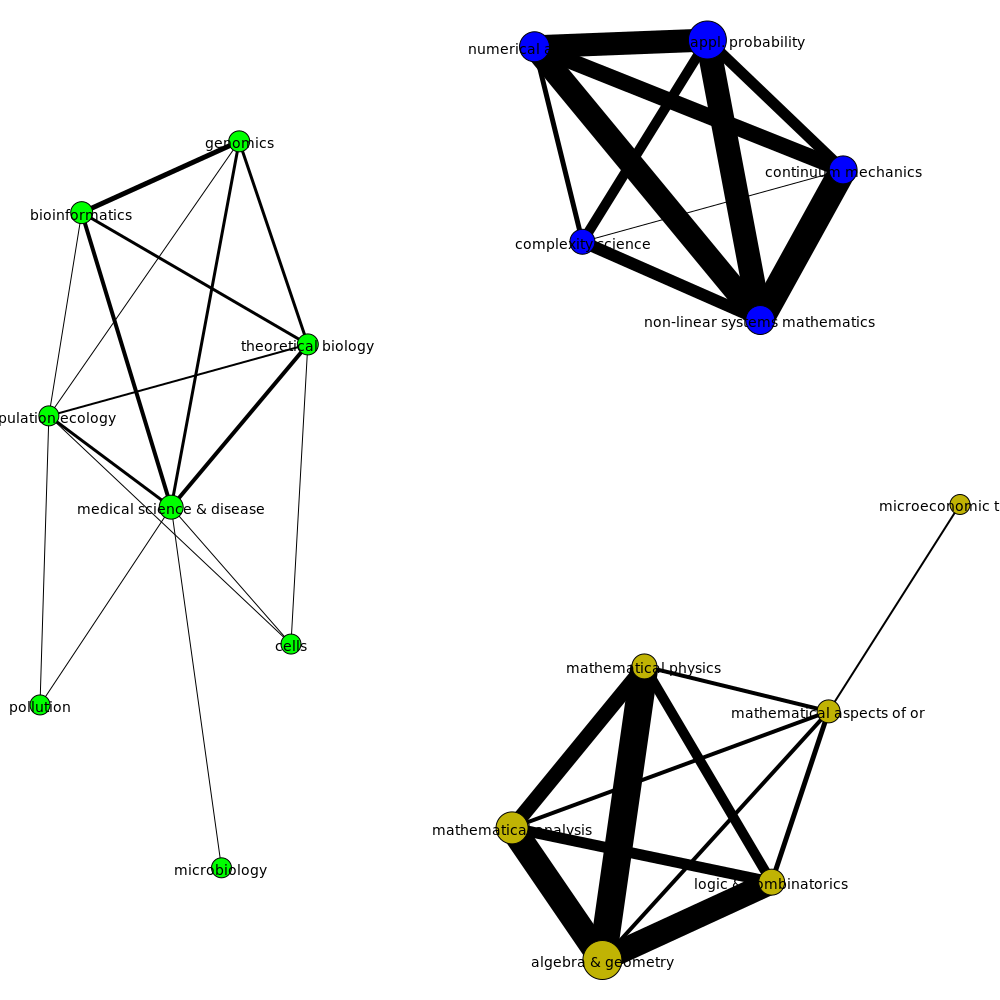 appl. probability
numerical
genomics
continuum mechanics
bioinformatics
complexity science
non-linear systems mathematics
theoretical biology
pulation ecology
microeconomic t
medical science & disease
cells
mathematical physics
pollution
mathematical aspects of or
mathematical analysis
microbiology
logic & combinatorics
algebra & geometry